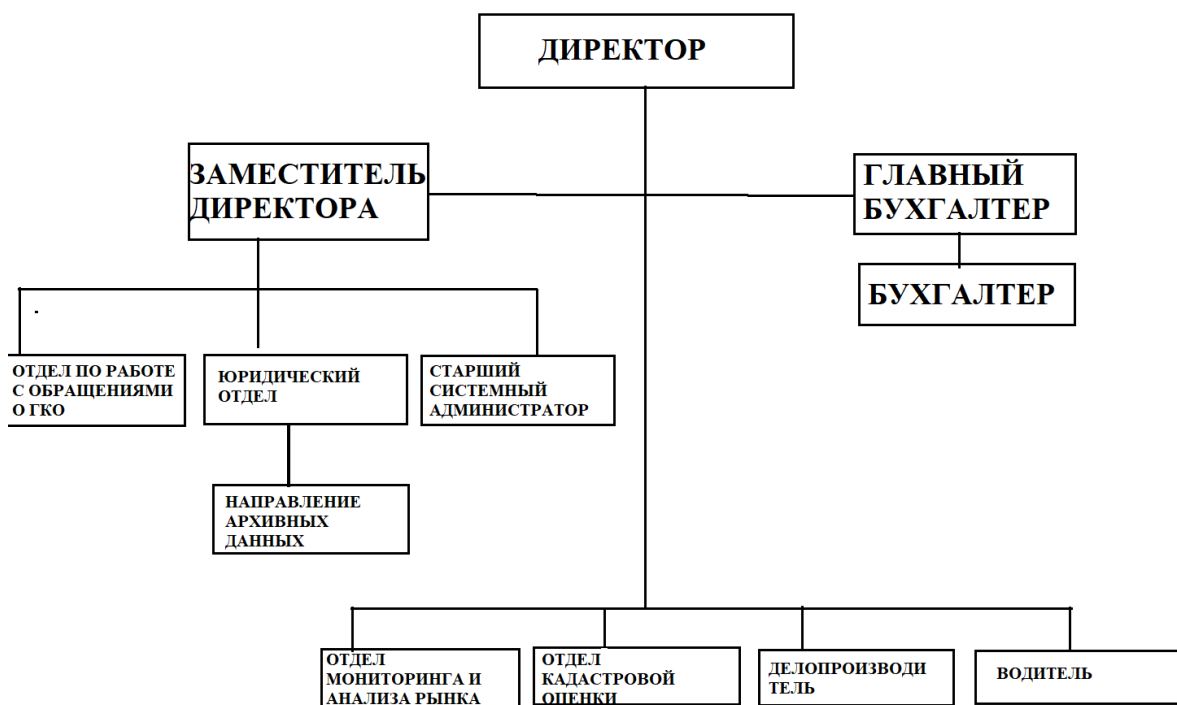 ДИРЕКТОР
ЗАМЕСТИТЕЛЬ
ДИРЕКТОРА
ГЛАВНЫЙ
БУХГАЛТЕР
БУХГАЛТЕР
ОТДЕЛ ПО РАБОТЕ
С ОБРАЩЕНИЯМИ
О ГКО
ЮРИДИЧЕСКИЙ
ОТДЕЛ
СТАРШИЙ
СИСТЕМНЫЙ
АДМИНИСТРАТОР
НАПРАВЛЕНИЕ
АРХИВНЫХ
ДАННЫХ
ОТДЕЛ
МОНИТОРИНГА И
АНАЛИЗА РЫНКА
ОТДЕЛ
КАДАСТРОВОЙ
ОЦЕНКИ
ДЕЛОПРОИЗВОДИ
ТЕЛЬ
ВОДИТЕЛЬ